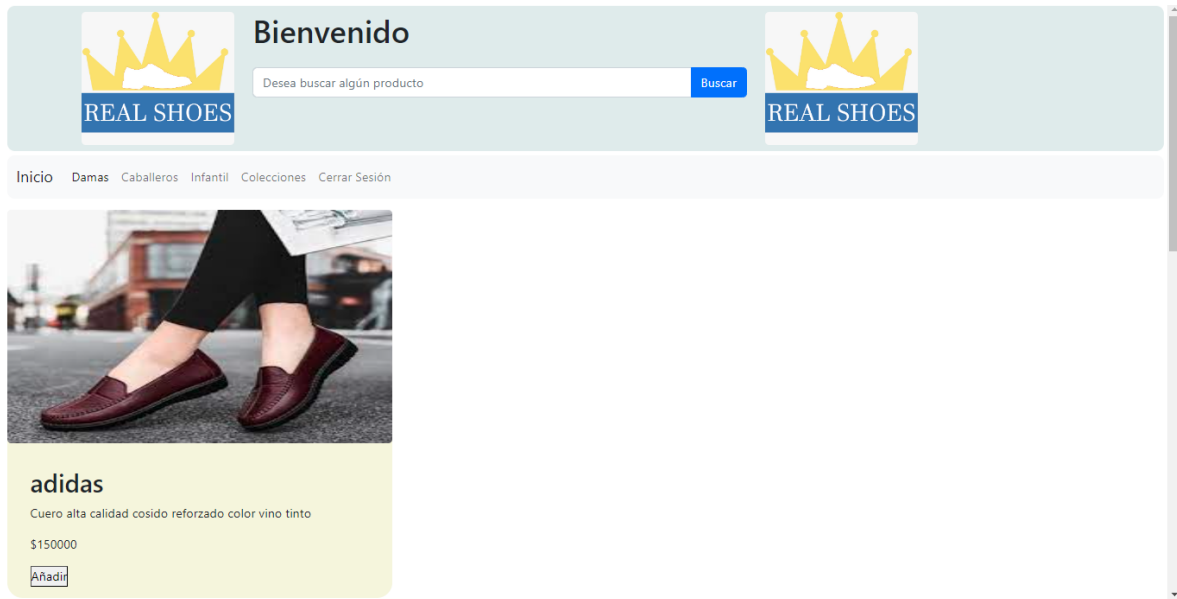 Bienvenido
REAL SHOES
Desea buscar algún producto
Buscar
REAL SHOES
Inicio Damas Caballeros Infantil Colecciones Cerrar Sesión
adidas
Cuero alta calidad cosido reforzado color vino tinto
$150000
Añadir